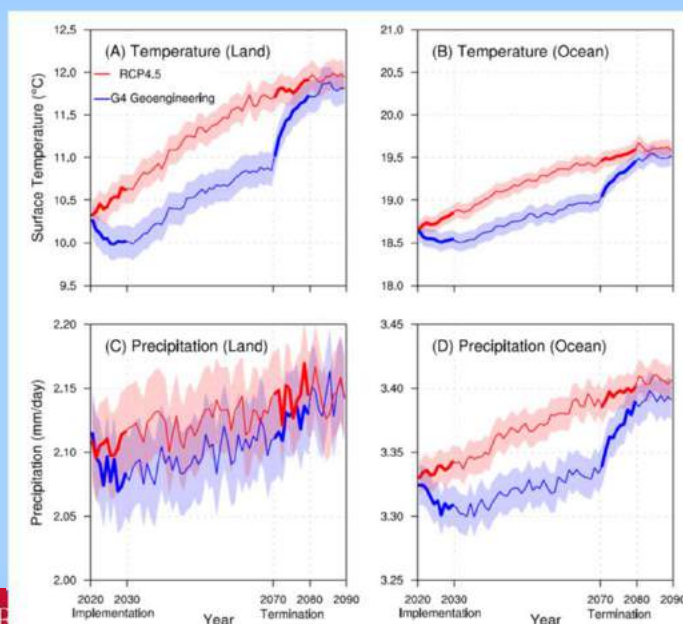 (A) Temperature (Land)
RCP4.5
G4 Geoengineering
Surface Temperature (°C)
12.5
12.0
11.5
11.0
10.5
10.0
9.5
(B) Temperature (Ocean)
21.0
20.5
20.0
19.5
19.0
18.5
18.0
(C) Precipitation (Land)
Precipitation (mm/day)
2.20
2.15
2.10
2.05
2.00
(D) Precipitation (Ocean)
3.45
3.40
3.35
3.30
3.25
2020 2030 2070 2080 2090
Implementation Year Termination
2020 2030 2070 2080 2090
Implementation Year Termination